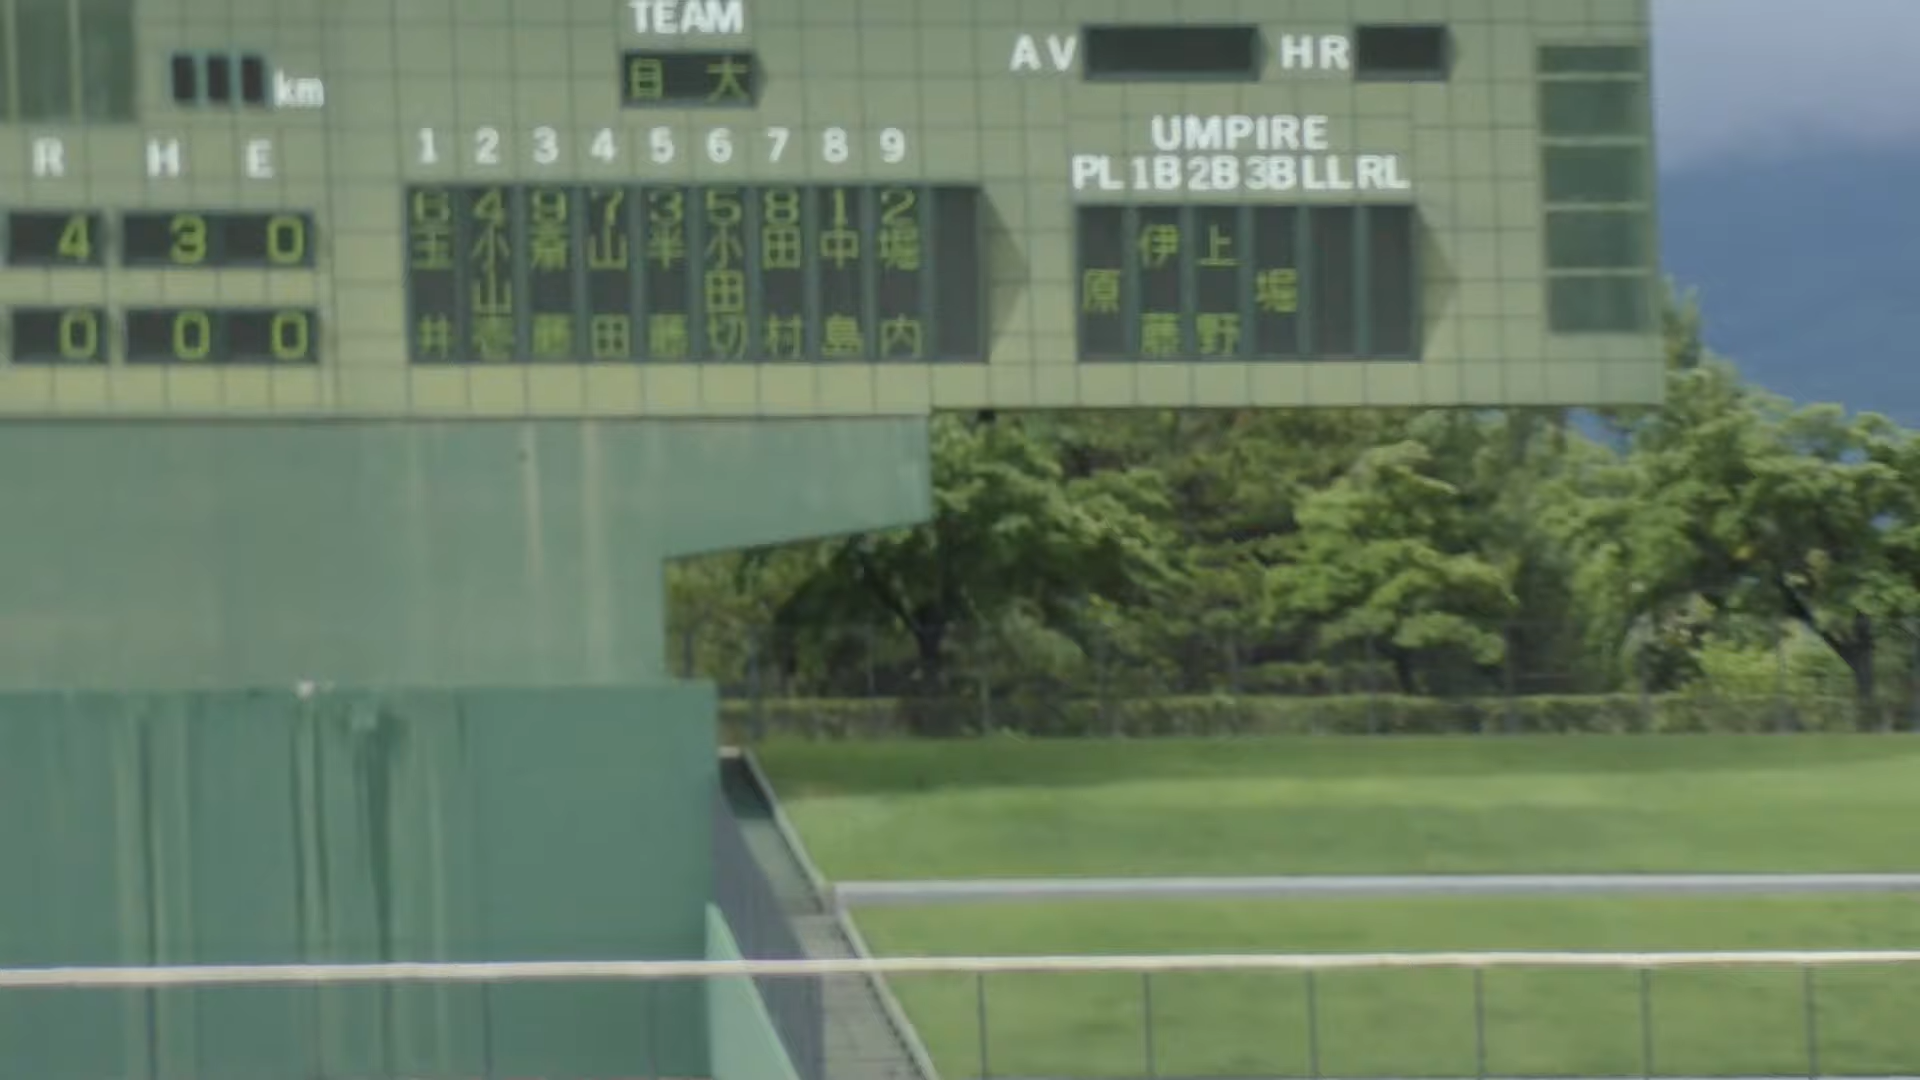 TEAM
日大
AV HR
km
UMPIRE
1 2 3 4 5 6 7 8 9
R H E
PL 1B 2B 3B LL RL
4 3 0
0 0 0
6 玉井
4 小山壱
9 斎藤
7 山田
3 半藤
5 小田切
8 田村
1 中島
2 堀内
原
伊藤
上野
堀